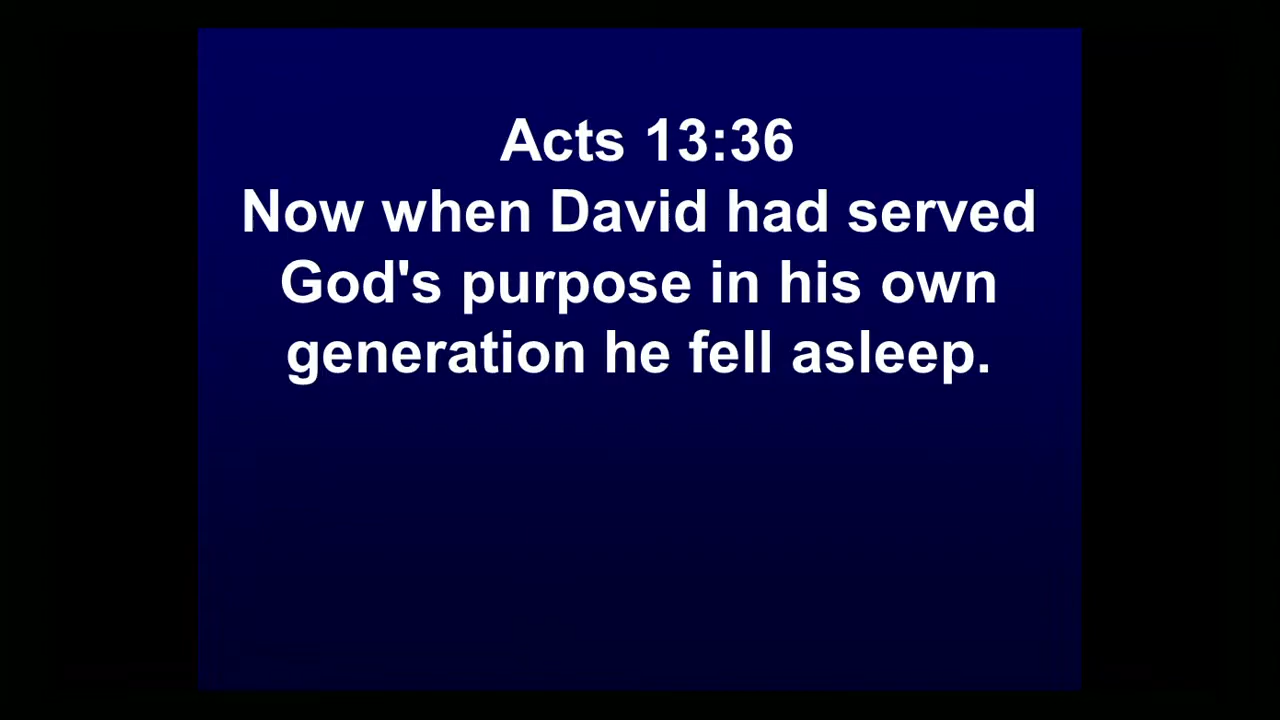 Acts 13:36
Now when David had served
God's purpose in his own
generation he fell asleep.